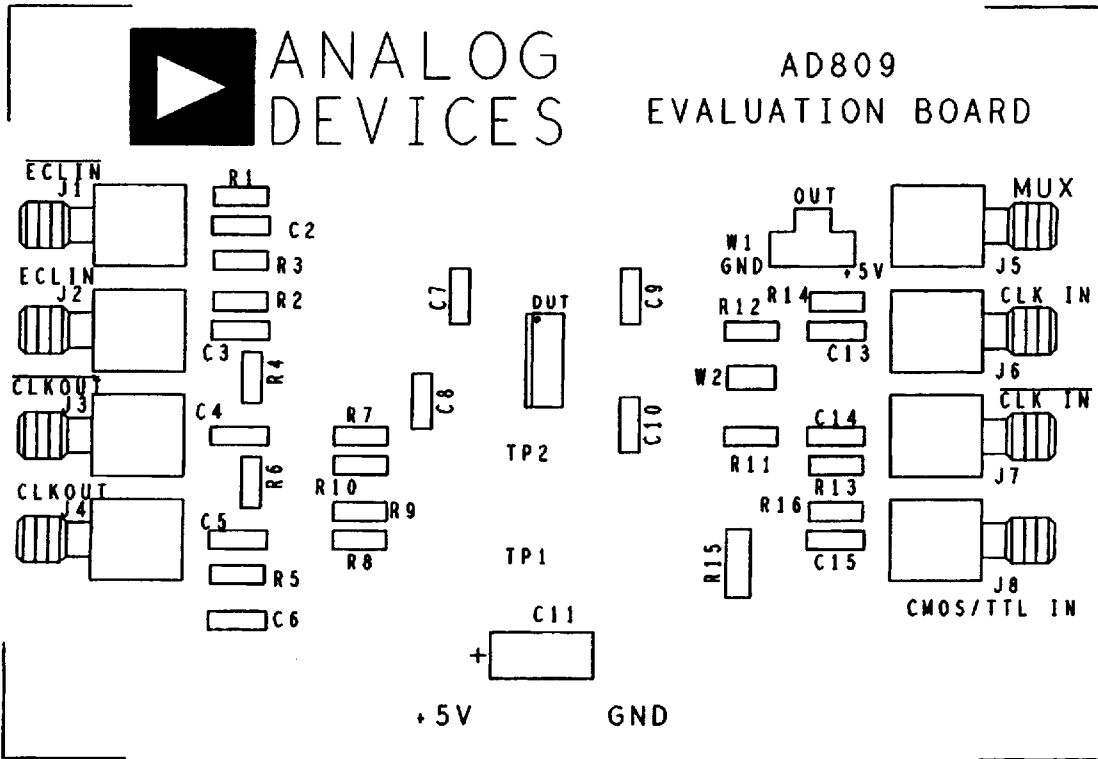 ANALOG
DEVICES
AD809
EVALUATION BOARD
ECLIN
J1
R1
C2
R3
ECLIN
J2
R2
C3
R4
CLKOUT
J3
C4
R6
CLKOUT
J4
C5
R5
C6
R7
R10
R9
R8
C7
C8
DUT
C9
C10
TP2
TP1
C11
+
+5V
GND
OUT
W1
GND
+5V
MUX
J5
R14
R12
C13
CLK IN
J6
W2
CLK IN
C14
J7
R11
R13
R16
R15
C15
J8
CMOS/TTL IN